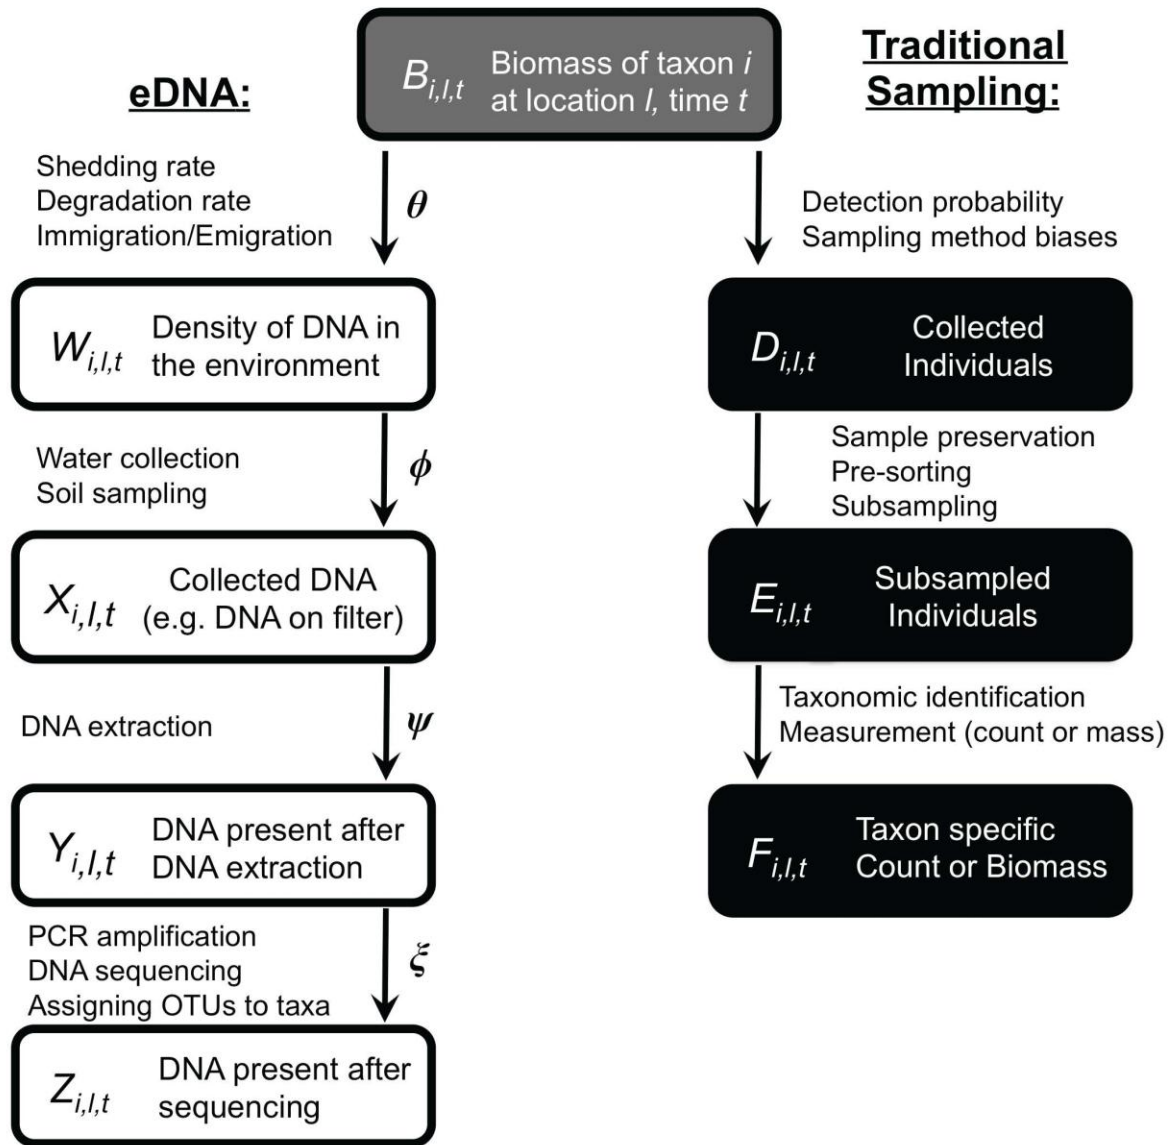 eDNA:
Traditional
Sampling:
B_{i,l,t} Biomass of taxon i
at location l, time t
Shedding rate
Degradation rate
Immigration/Emigration
θ
Detection probability
Sampling method biases
W_{i,l,t} Density of DNA in
the environment
D_{i,l,t} Collected
Individuals
Water collection
Soil sampling
ϕ
Sample preservation
Pre-sorting
Subsampling
X_{i,l,t} Collected DNA
(e.g. DNA on filter)
E_{i,l,t} Subsampled
Individuals
DNA extraction
ψ
Taxonomic identification
Measurement (count or mass)
Y_{i,l,t} DNA present after
DNA extraction
F_{i,l,t} Taxon specific
Count or Biomass
PCR amplification
DNA sequencing
Assigning OTUs to taxa
ξ
Z_{i,l,t} DNA present after
sequencing